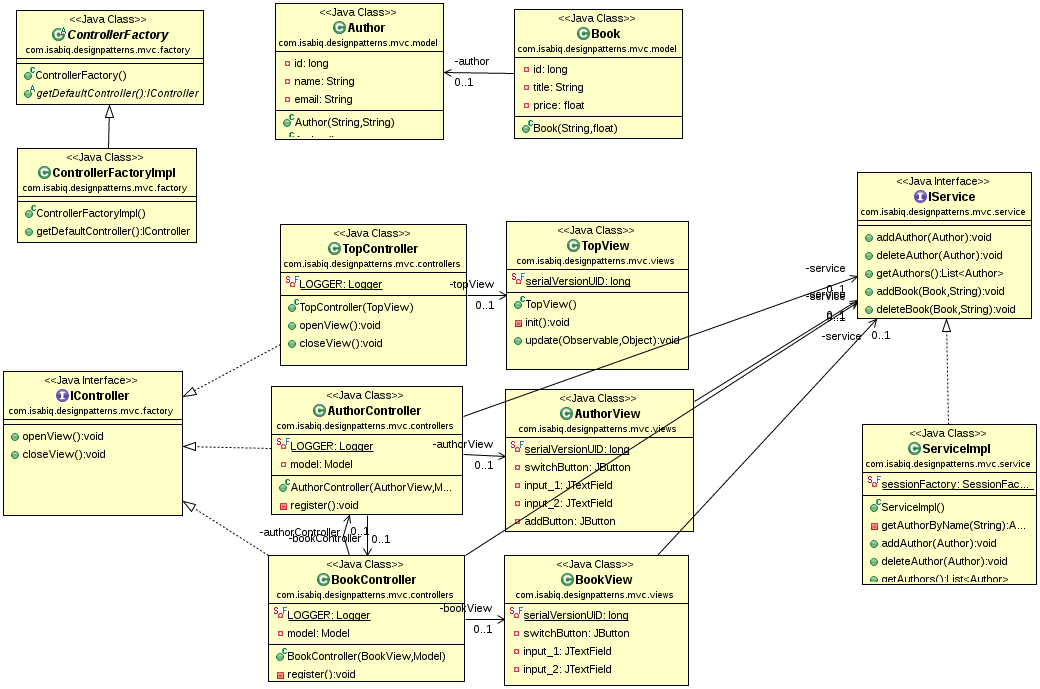 <<Java Class>>
ControllerFactory
com.isabiq.designpatterns.mvc.factory
ControllerFactory()
getDefaultController():IController
<<Java Class>>
Author
com.isabiq.designpatterns.mvc.model
id: long
name: String
email: String
Author(String,String)
<<Java Class>>
Book
com.isabiq.designpatterns.mvc.model
id: long
title: String
price: float
Book(String,float)
-author
0..1
<<Java Class>>
ControllerFactoryImpl
com.isabiq.designpatterns.mvc.factory
ControllerFactoryImpl()
getDefaultController():IController
<<Java Interface>>
IService
com.isabiq.designpatterns.mvc.service
addAuthor(Author):void
deleteAuthor(Author):void
getAuthors():List<Author>
addBook(Book,String):void
deleteBook(Book,String):void
<<Java Class>>
TopController
com.isabiq.designpatterns.mvc.controllers
LOGGER: Logger
TopController(TopView)
openView():void
closeView():void
-topView
0..1
<<Java Class>>
TopView
com.isabiq.designpatterns.mvc.views
serialVersionUID: long
TopView()
init():void
update(Observable,Object):void
-service
0..1
-service
0..1
-service
0..1
<<Java Interface>>
IController
com.isabiq.designpatterns.mvc.factory
openView():void
closeView():void
<<Java Class>>
AuthorController
com.isabiq.designpatterns.mvc.controllers
LOGGER: Logger
model: Model
AuthorController(AuthorView,M...
register():void
-authorView
0..1
<<Java Class>>
AuthorView
com.isabiq.designpatterns.mvc.views
serialVersionUID: long
switchButton: JButton
input_1: JTextField
input_2: JTextField
addButton: JButton
<<Java Class>>
ServiceImpl
com.isabiq.designpatterns.mvc.service
sessionFactory: SessionFac...
ServiceImpl()
getAuthorByName(String):A...
addAuthor(Author):void
deleteAuthor(Author):void
getAuthors():List<Author>
-authorController
0..1
-bookController
0..1
<<Java Class>>
BookController
com.isabiq.designpatterns.mvc.controllers
LOGGER: Logger
model: Model
BookController(BookView,Model)
register():void
-bookView
0..1
<<Java Class>>
BookView
com.isabiq.designpatterns.mvc.views
serialVersionUID: long
switchButton: JButton
input_1: JTextField
input_2: JTextField